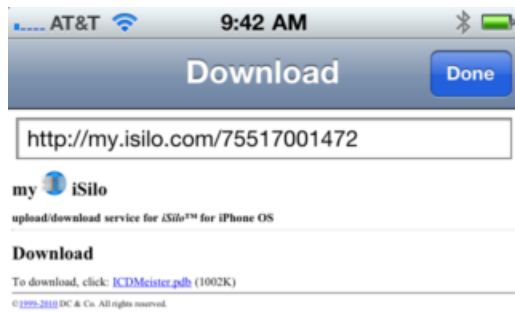 AT&T 9:42 AM
Download Done
http://my.isilo.com/75517001472
my iSilo
upload/download service for iSilo™ for iPhone OS
Download
To download, click: ICDMeister.pdb (1002K)
©1999-2010 DC & Co. All rights reserved.